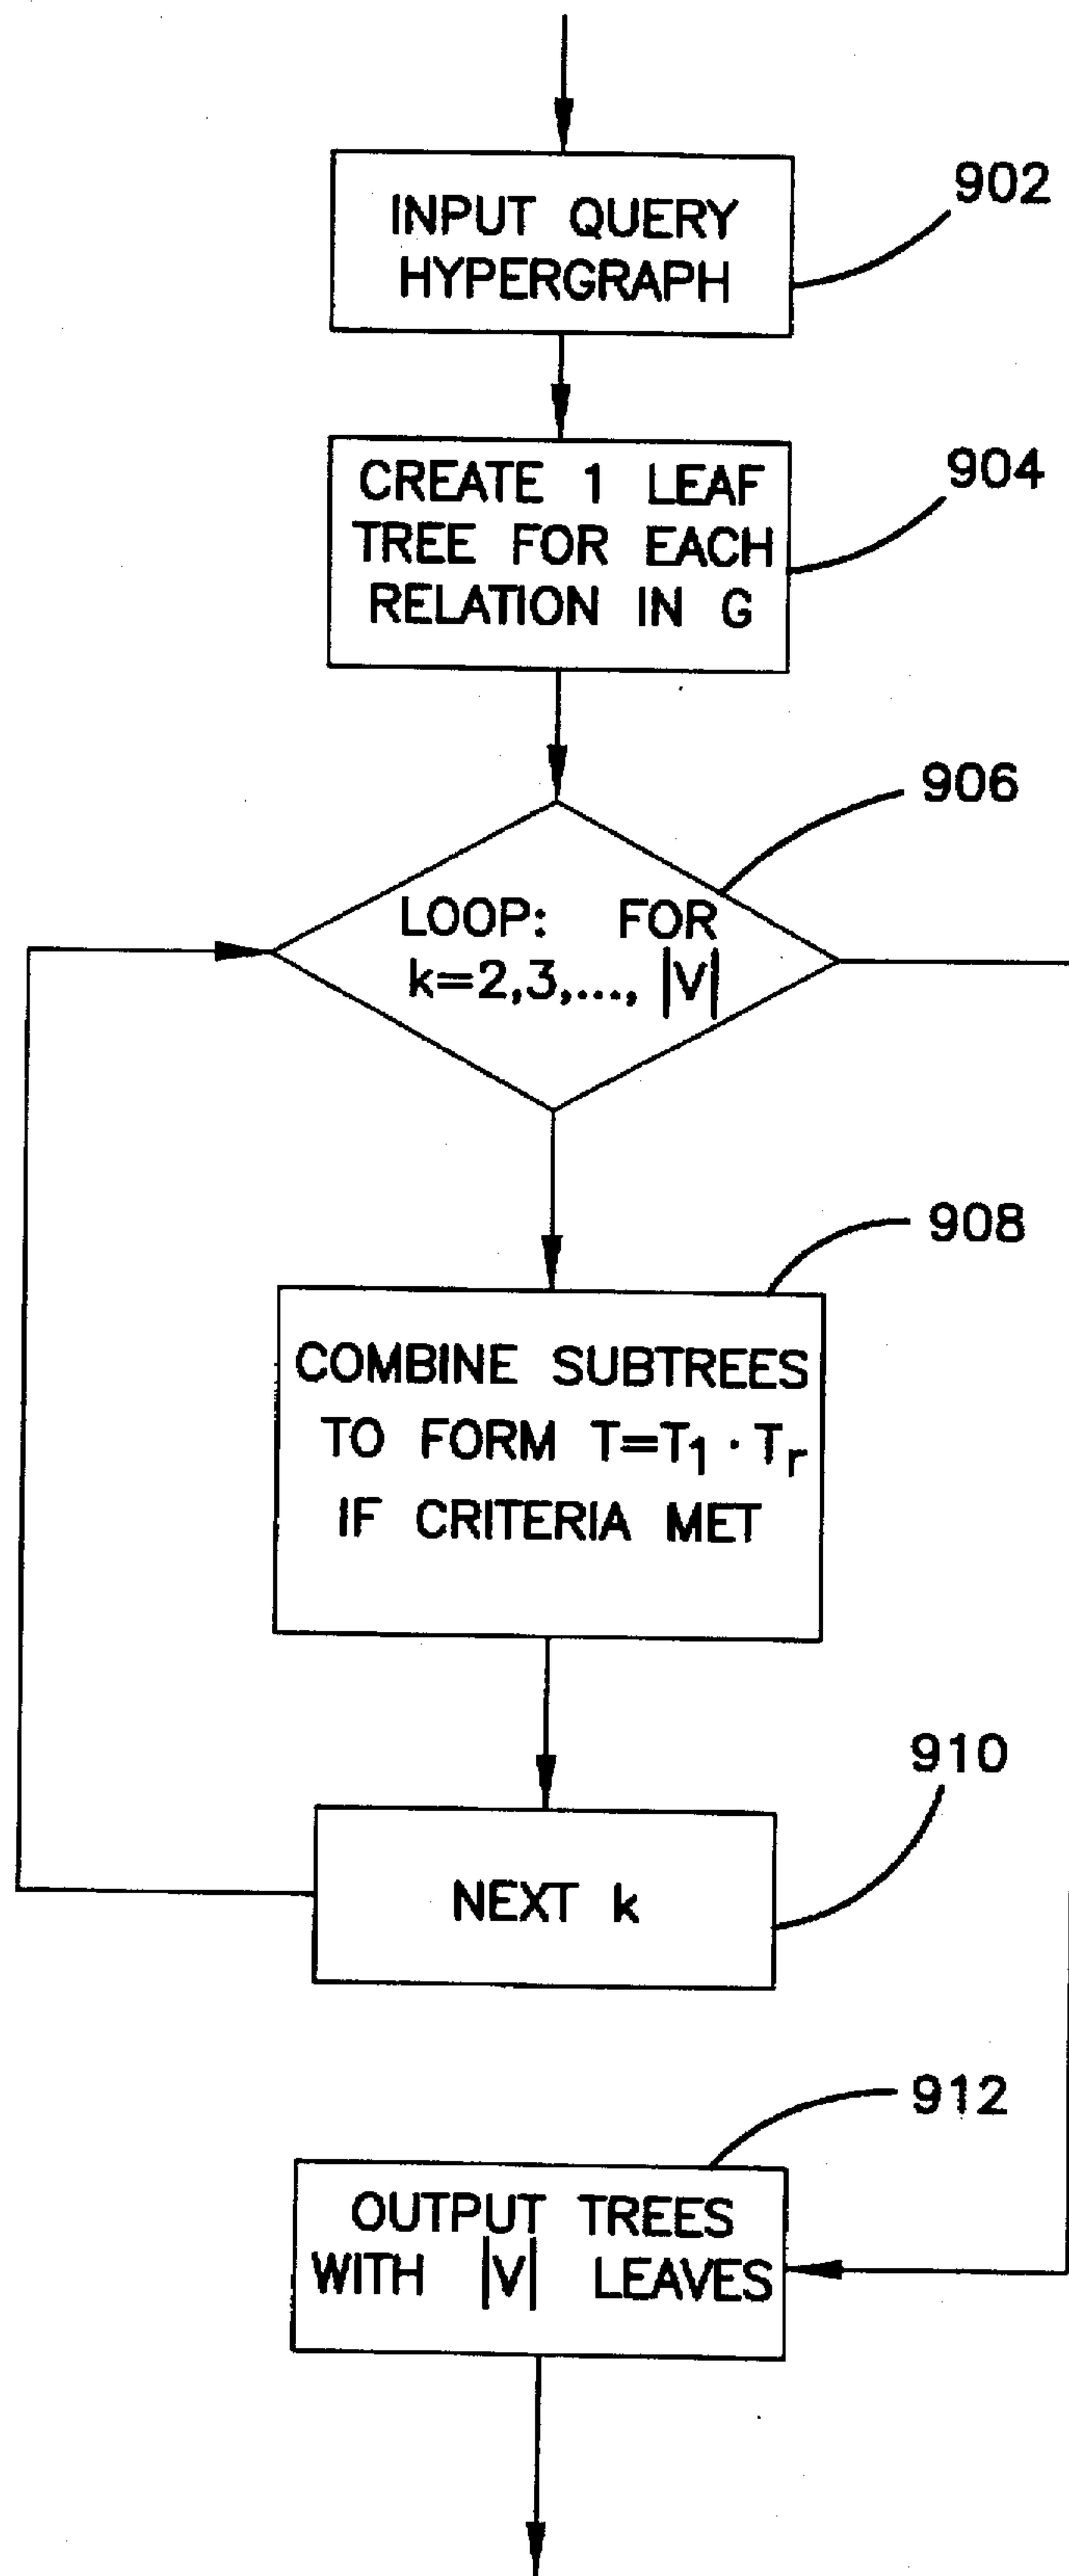 INPUT QUERY
HYPERGRAPH
902
CREATE 1 LEAF
TREE FOR EACH
RELATION IN G
904
906
LOOP: FOR
k=2,3,..., |V|
908
COMBINE SUBTREES
TO FORM T=T₁ · Tᵣ
IF CRITERIA MET
910
NEXT k
912
OUTPUT TREES
WITH |V| LEAVES